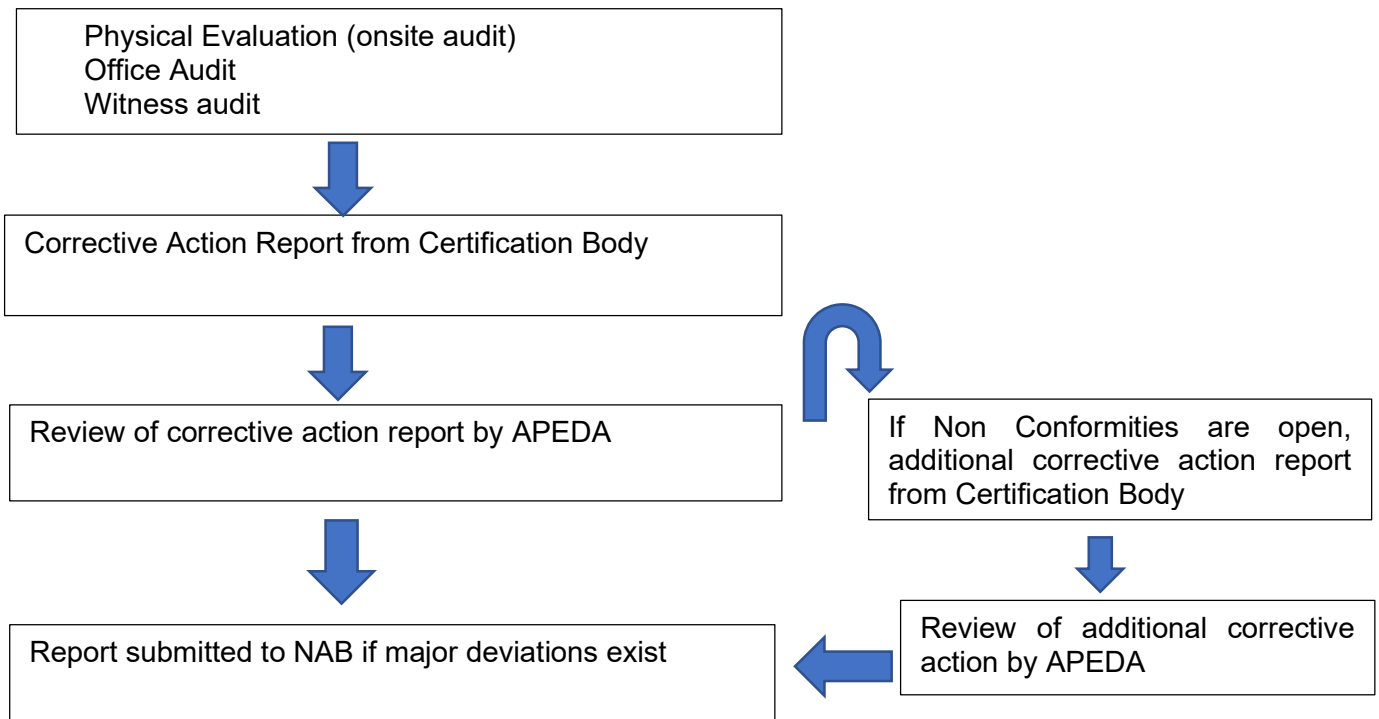 Physical Evaluation (onsite audit)
Office Audit
Witness audit
Corrective Action Report from Certification Body
Review of corrective action report by APEDA
If Non Conformities are open,
additional corrective action report
from Certification Body
Review of additional corrective
action by APEDA
Report submitted to NAB if major deviations exist